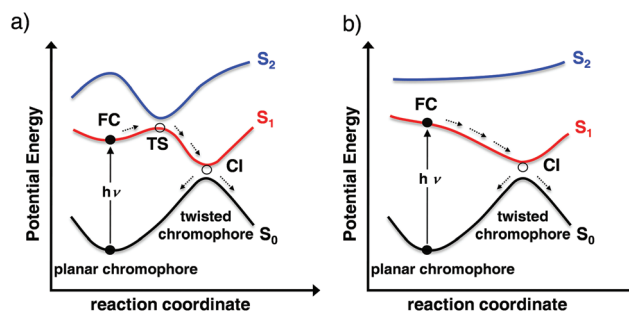 a)
Potential Energy
S2
FC
S1
TS
CI
hν
twisted
chromophore
S0
planar chromophore
reaction coordinate
b)
Potential Energy
S2
FC
S1
CI
h ν
twisted
chromophore
S0
planar chromophore
reaction coordinate